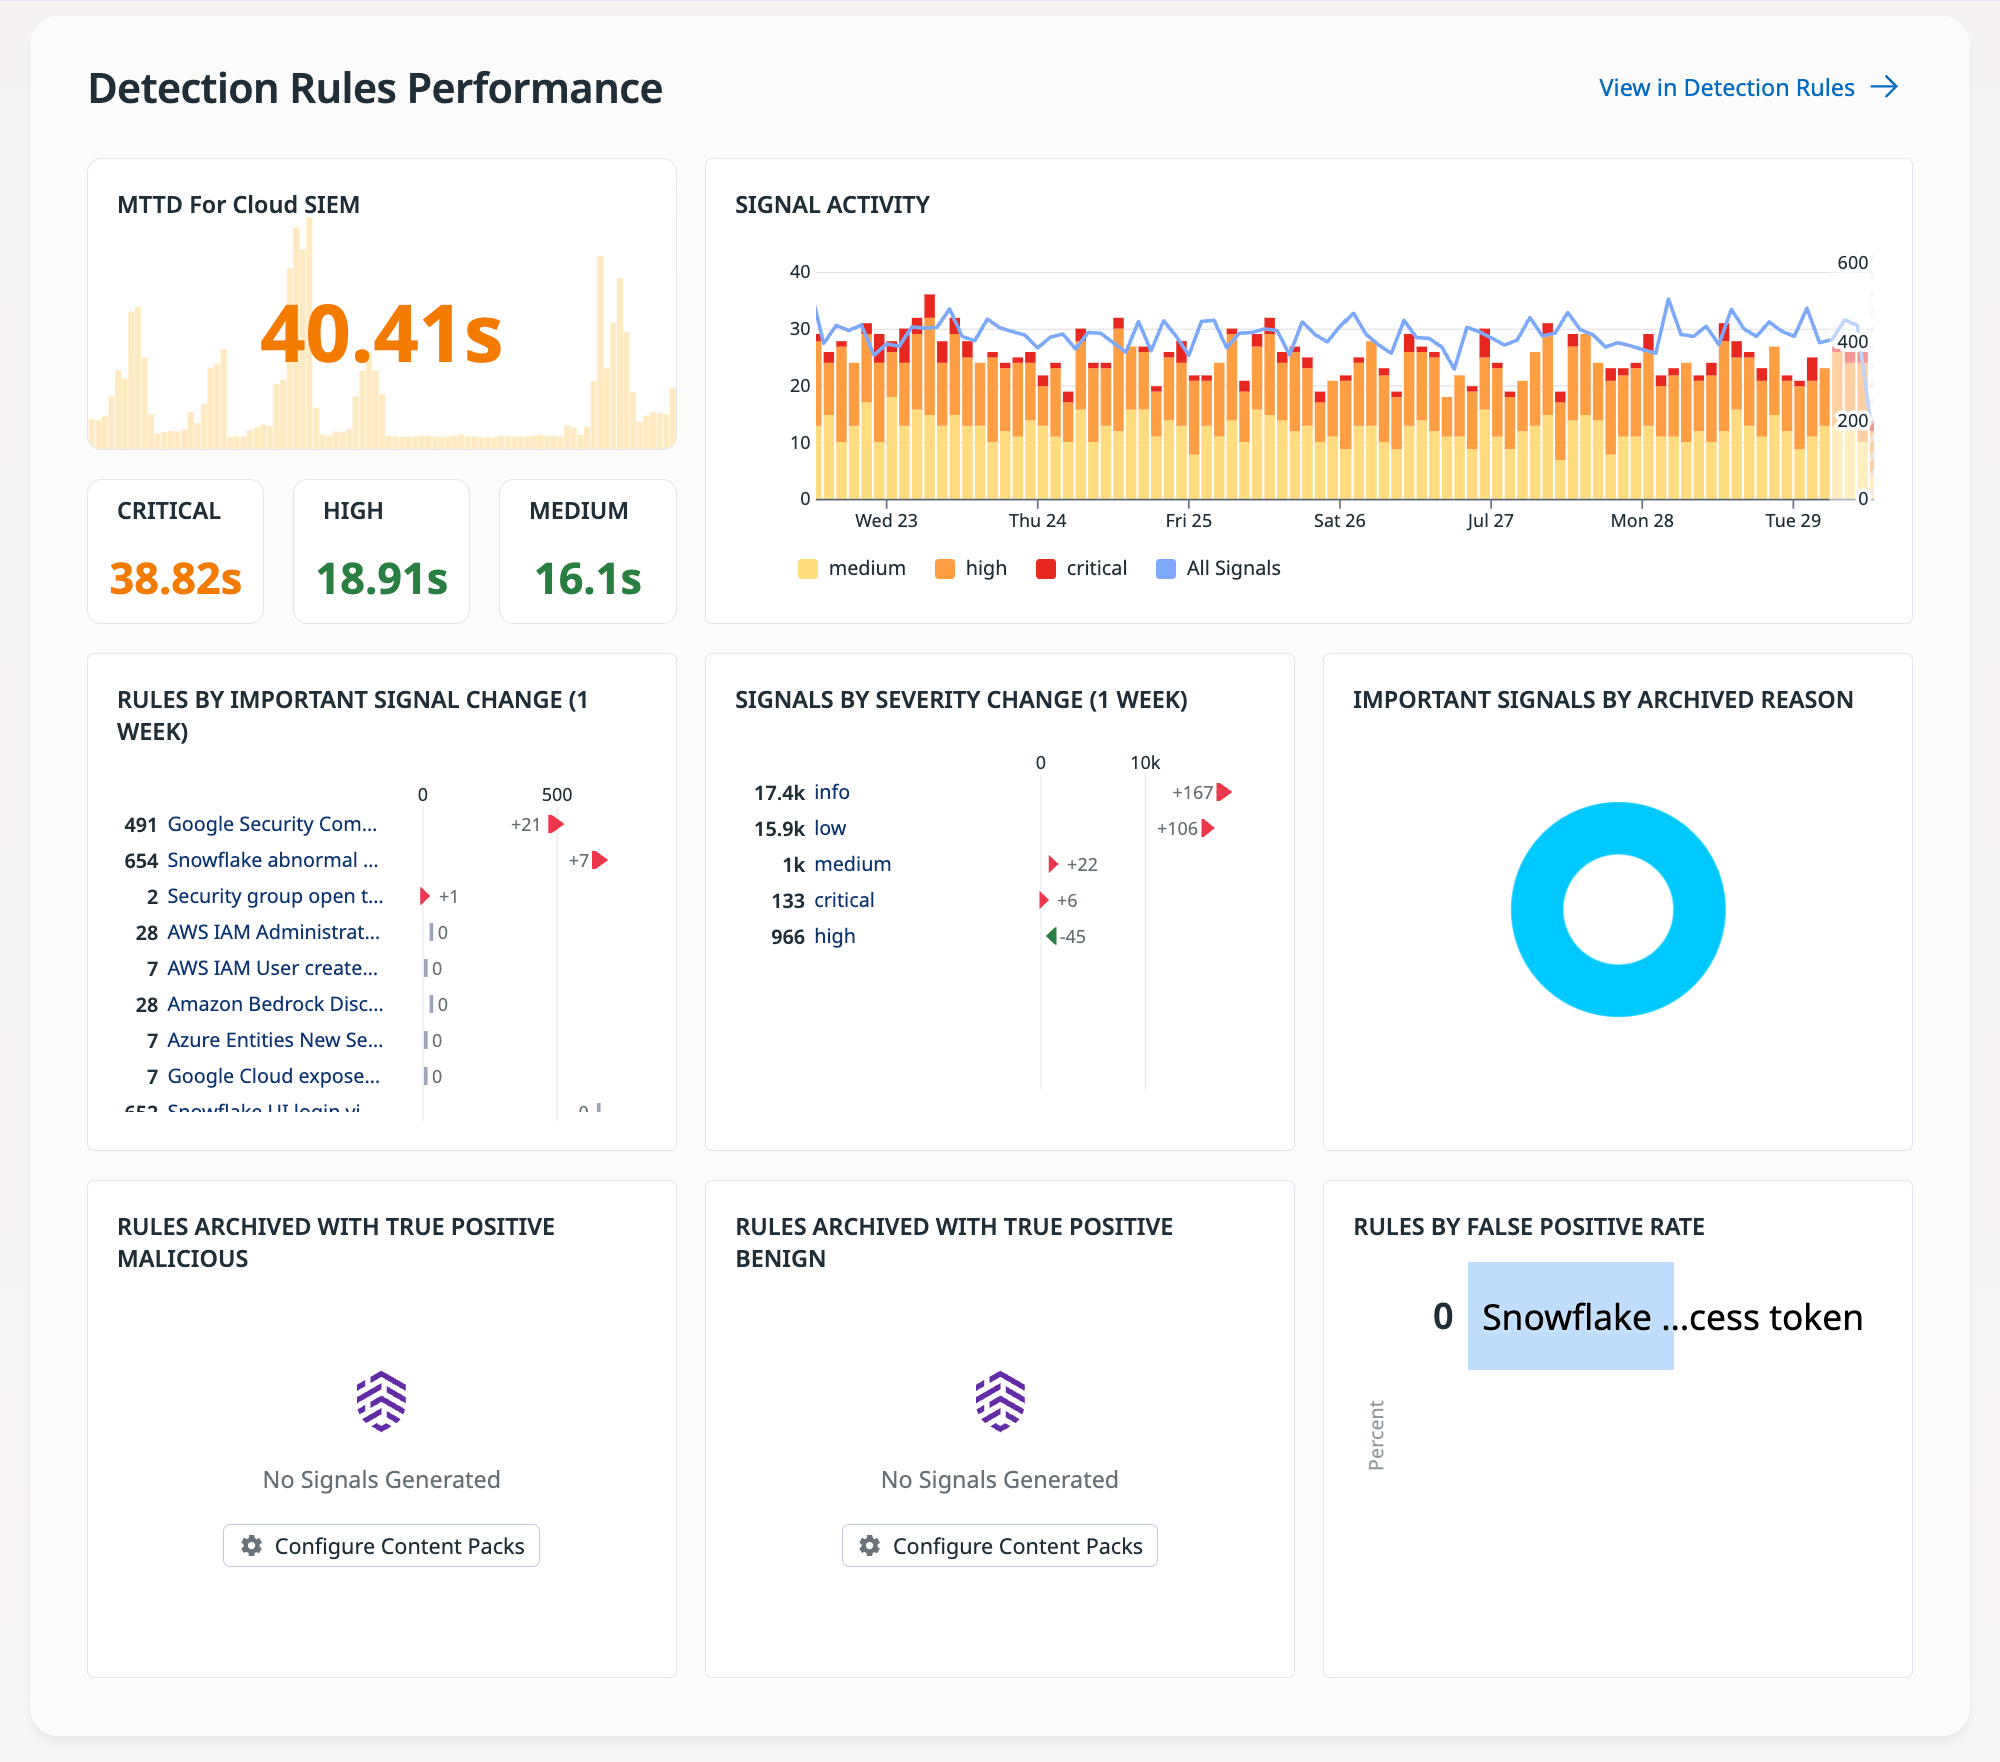 Detection Rules Performance
View in Detection Rules
MTTD For Cloud SIEM
40.41s
CRITICAL
38.82s
HIGH
18.91s
MEDIUM
16.1s
SIGNAL ACTIVITY
40
30
20
10
0
600
400
200
0
Wed 23 Thu 24 Fri 25 Sat 26 Jul 27 Mon 28 Tue 29
medium high critical All Signals
RULES BY IMPORTANT SIGNAL CHANGE (1
WEEK)
0 500
491 Google Security Com... +21
654 Snowflake abnormal ... +7
2 Security group open t... +1
28 AWS IAM Administrat... 0
7 AWS IAM User create... 0
28 Amazon Bedrock Disc... 0
7 Azure Entities New Se... 0
7 Google Cloud expose... 0
652 Snowflake UI login vi... 0
SIGNALS BY SEVERITY CHANGE (1 WEEK)
0 10k
17.4k info +167
15.9k low +106
1k medium +22
133 critical +6
966 high -45
IMPORTANT SIGNALS BY ARCHIVED REASON
RULES ARCHIVED WITH TRUE POSITIVE
MALICIOUS
No Signals Generated
Configure Content Packs
RULES ARCHIVED WITH TRUE POSITIVE
BENIGN
No Signals Generated
Configure Content Packs
RULES BY FALSE POSITIVE RATE
0 Snowflake ...cess token
Percent